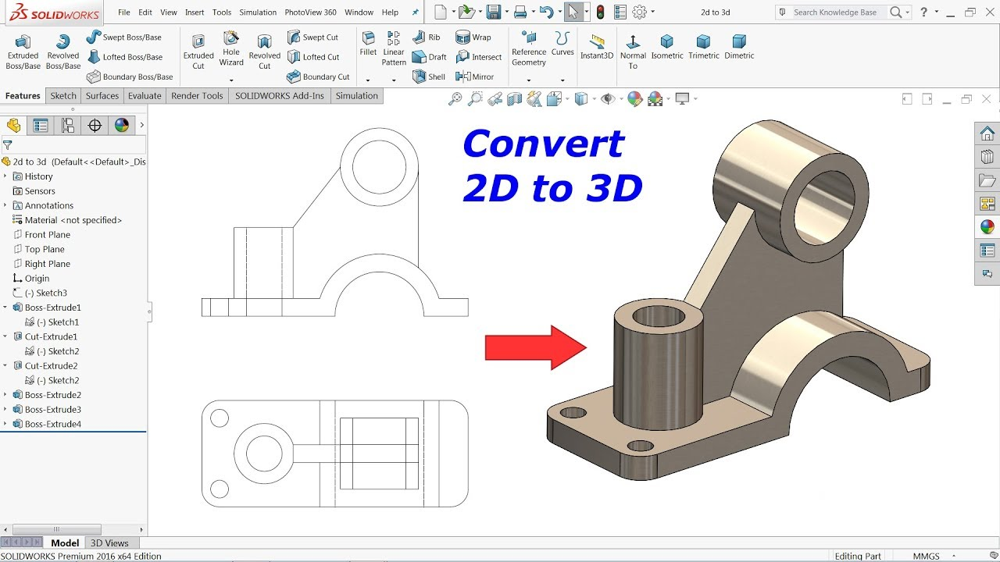 SOLIDWORKS
File Edit View Insert Tools Simulation PhotoView 360 Window Help
2d to 3d
Search Knowledge Base
?
Extruded Boss/Base
Revolved Boss/Base
Swept Boss/Base
Lofted Boss/Base
Boundary Boss/Base
Extruded Cut
Hole Wizard
Revolved Cut
Swept Cut
Lofted Cut
Boundary Cut
Fillet
Linear Pattern
Rib
Draft
Shell
Wrap
Intersect
Mirror
Reference Geometry
Curves
Instant3D
Normal To
Isometric
Trimetric
Dimetric
Features Sketch Surfaces Evaluate Render Tools SOLIDWORKS Add-Ins Simulation
2d to 3d (Default<<Default>_Dis
History
Sensors
Annotations
Material <not specified>
Front Plane
Top Plane
Right Plane
Origin
(-) Sketch3
Boss-Extrude1
(-) Sketch1
Cut-Extrude1
(-) Sketch2
Cut-Extrude2
(-) Sketch2
Boss-Extrude2
Boss-Extrude3
Boss-Extrude4
Convert
2D to 3D
Model 3D Views
SOLIDWORKS Premium 2016 x64 Edition
Editing Part
MMGS